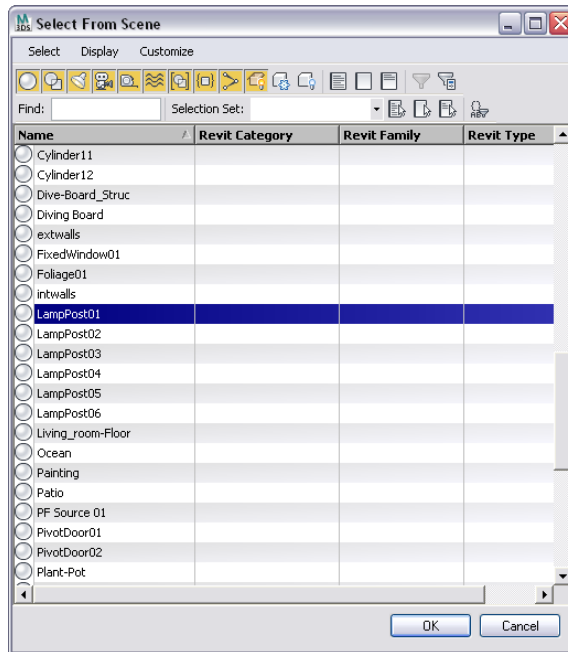 Select From Scene
Select Display Customize
Find: Selection Set:
Name Revit Category Revit Family Revit Type
Cylinder11
Cylinder12
Dive-Board_Struc
Diving Board
extwalls
FixedWindow01
Foliage01
intwalls
LampPost01
LampPost02
LampPost03
LampPost04
LampPost05
LampPost06
Living_room-Floor
Ocean
Painting
Patio
PF Source 01
PivotDoor01
PivotDoor02
Plant-Pot
OK Cancel